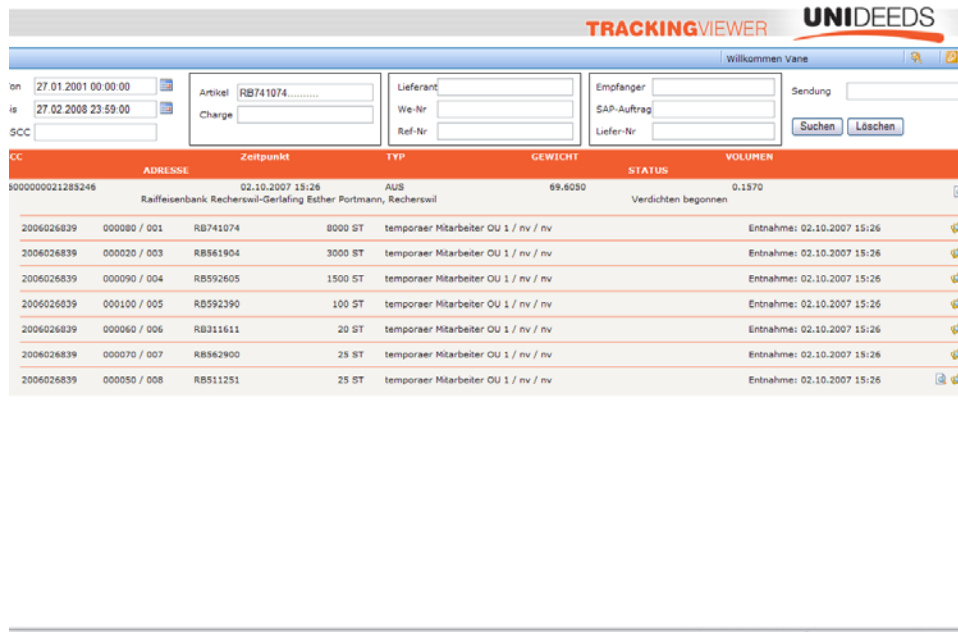 TRACKINGVIEWER UNIDEEDS
Willkommen Vane
on 27.01.2001 00:00:00 Artikel RB741074.......... Lieferant Empfanger Sendung
is 27.02.2008 23:59:00 Charge We-Nr SAP-Auftrag
SCC Ref-Nr Liefer-Nr Suchen Löschen
CC Zeitpunkt TYP GEWICHT VOLUMEN
ADRESSE STATUS
6000000021285246 02.10.2007 15:26 AUS 69.6050 0.1570
Raiffeisenbank Recherswil-Gerlafing Esther Portmann, Recherswil Verdichten begonnen
2006026839 000080 / 001 RB741074 8000 ST temporaer Mitarbeiter OU 1 / nv / nv Entnahme: 02.10.2007 15:26
2006026839 000020 / 003 RB561904 3000 ST temporaer Mitarbeiter OU 1 / nv / nv Entnahme: 02.10.2007 15:26
2006026839 000090 / 004 RB592605 1500 ST temporaer Mitarbeiter OU 1 / nv / nv Entnahme: 02.10.2007 15:26
2006026839 000100 / 005 RB592390 100 ST temporaer Mitarbeiter OU 1 / nv / nv Entnahme: 02.10.2007 15:26
2006026839 000060 / 006 RB311611 20 ST temporaer Mitarbeiter OU 1 / nv / nv Entnahme: 02.10.2007 15:26
2006026839 000070 / 007 RB562900 25 ST temporaer Mitarbeiter OU 1 / nv / nv Entnahme: 02.10.2007 15:26
2006026839 000050 / 008 RB511251 25 ST temporaer Mitarbeiter OU 1 / nv / nv Entnahme: 02.10.2007 15:26